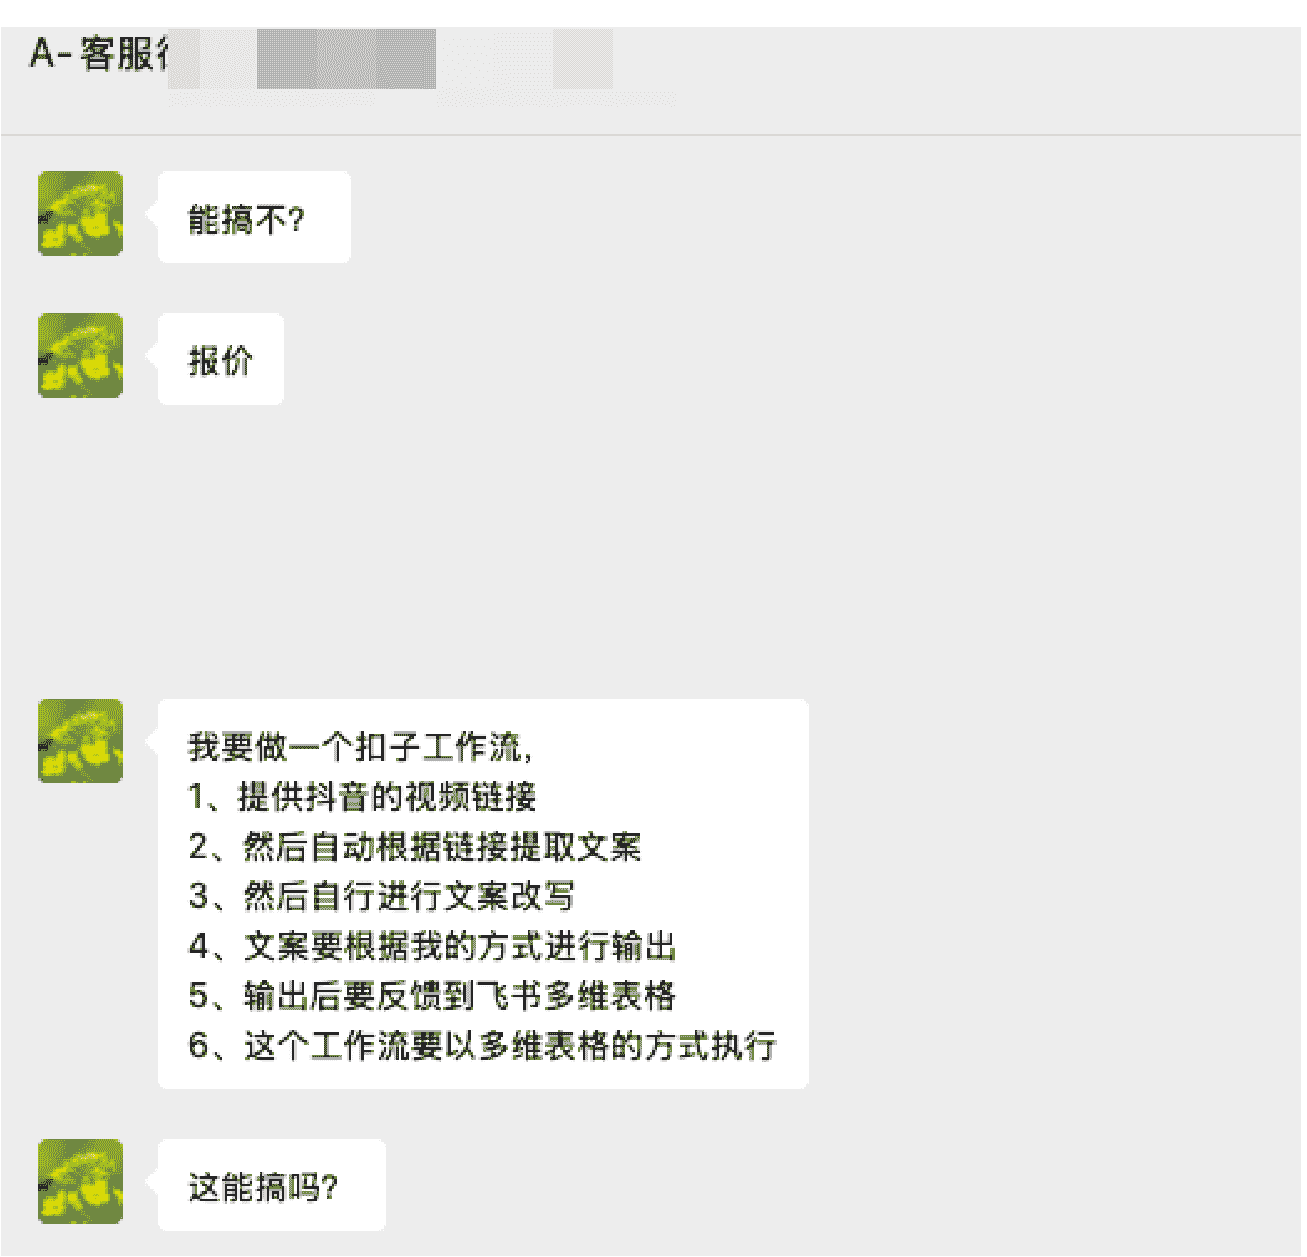 A-客服
能搞不?
报价
我要做一个扣子工作流,
1、提供抖音的视频链接
2、然后自动根据链接提取文案
3、然后自行进行文案改写
4、文案要根据我的方式进行输出
5、输出后要反馈到飞书多维表格
6、这个工作流要以多维表格的方式执行
这能搞吗?